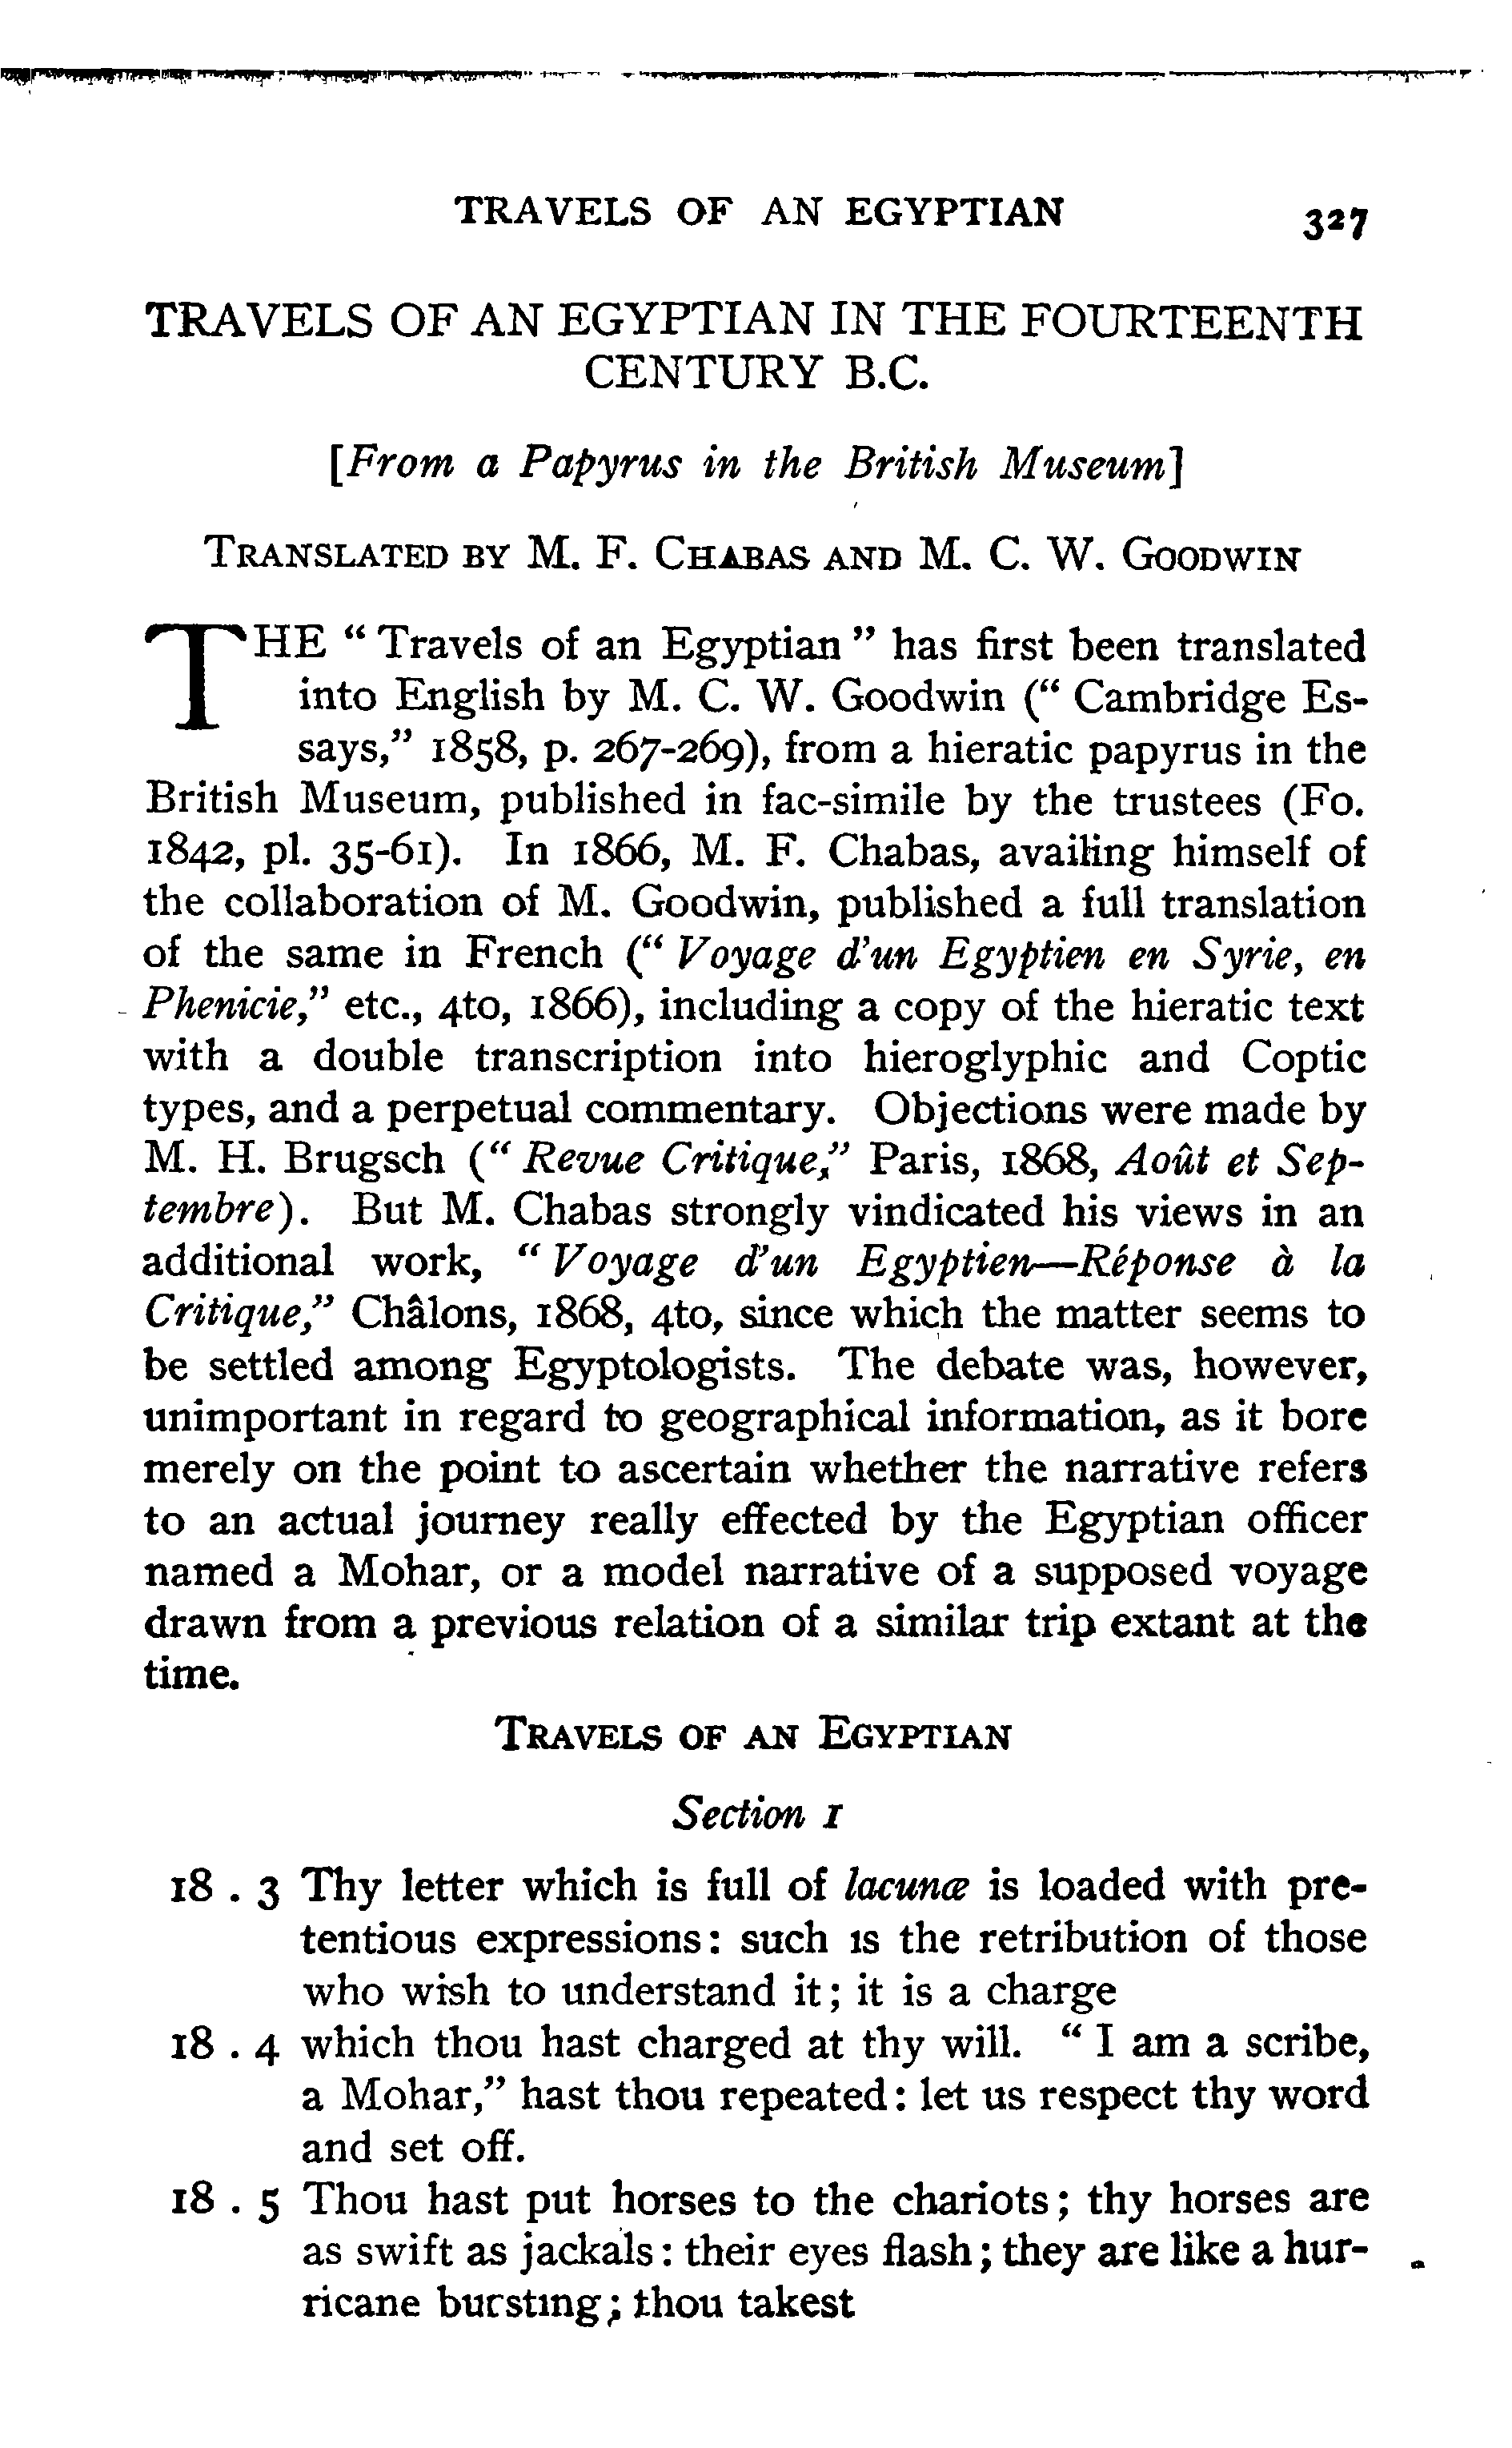 TRAVELS OF AN EGYPTIAN 327
TRAVELS OF AN EGYPTIAN IN THE FOURTEENTH
CENTURY B.C.
[From a Papyrus in the British Museum]
TRANSLATED BY M. F. CHABAS AND M. C. W. GOODWIN
THE “ Travels of an Egyptian ” has first been translated
into English by M. C. W. Goodwin (“ Cambridge Es-
says,” 1858, p. 267-269), from a hieratic papyrus in the
British Museum, published in fac-simile by the trustees (Fo.
1842, pl. 35-61). In 1866, M. F. Chabas, availing himself of
the collaboration of M. Goodwin, published a full translation
of the same in French (“ Voyage d’un Egyptien en Syrie, en
Phenicie,” etc., 4to, 1866), including a copy of the hieratic text
with a double transcription into hieroglyphic and Coptic
types, and a perpetual commentary. Objections were made by
M. H. Brugsch (“ Revue Critique,” Paris, 1868, Août et Sep-
tembre). But M. Chabas strongly vindicated his views in an
additional work, “ Voyage d’un Egyptien—Réponse à la
Critique,” Châlons, 1868, 4to, since which the matter seems to
be settled among Egyptologists. The debate was, however,
unimportant in regard to geographical information, as it bore
merely on the point to ascertain whether the narrative refers
to an actual journey really effected by the Egyptian officer
named a Mohar, or a model narrative of a supposed voyage
drawn from a previous relation of a similar trip extant at the
time.
TRAVELS OF AN EGYPTIAN
Section 1
18 . 3 Thy letter which is full of lacunæ is loaded with pre-
tentious expressions: such is the retribution of those
who wish to understand it; it is a charge
18 . 4 which thou hast charged at thy will. “ I am a scribe,
a Mohar,” hast thou repeated: let us respect thy word
and set off.
18 . 5 Thou hast put horses to the chariots; thy horses are
as swift as jackals: their eyes flash; they are like a hur-
ricane bursting; thou takest